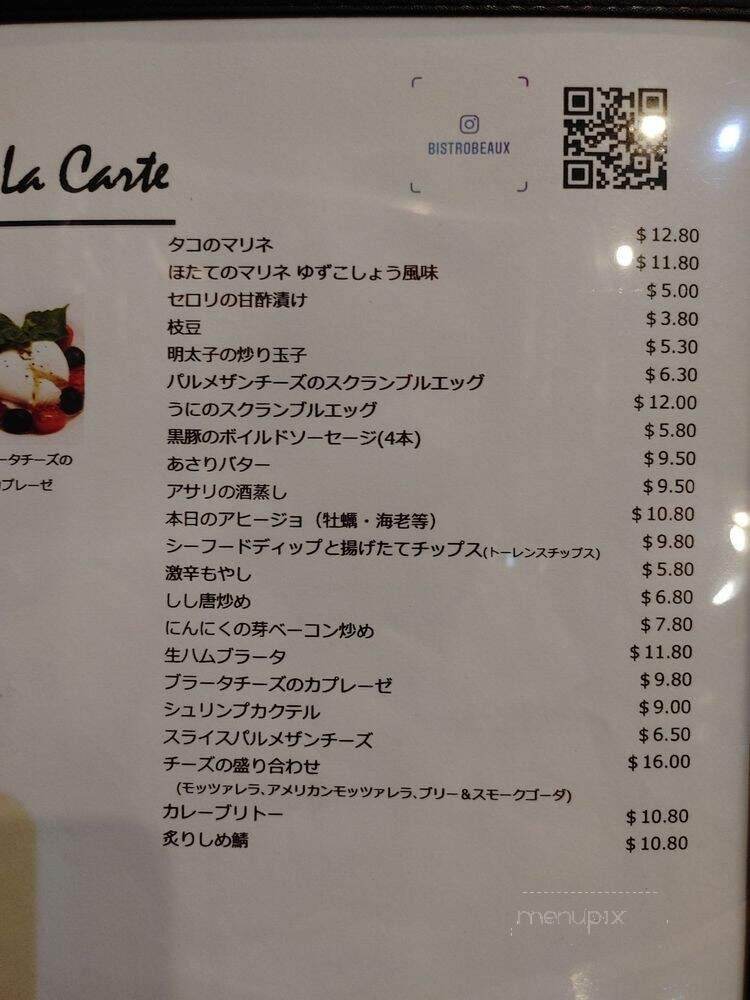 BISTROBEAUX
La Carte
タコのマリネ $12.80
ほたてのマリネ ゆずこしょう風味 $11.80
セロリの甘酢漬け $5.00
枝豆 $3.80
明太子の炒り玉子 $5.30
パルメザンチーズのスクランブルエッグ $6.30
うにのスクランブルエッグ $12.00
黒豚のボイルドソーセージ(4本) $5.80
あさりバター $9.50
アサリの酒蒸し $9.50
本日のアヒージョ（牡蠣・海老等） $10.80
シーフードディップと揚げたてチップス(トーレンスチップス) $9.80
激辛もやし $5.80
しし唐炒め $6.80
にんにくの芽ベーコン炒め $7.80
生ハムブラータ $11.80
ブラータチーズのカプレーゼ $9.80
シュリンプカクテル $9.00
スライスパルメザンチーズ $6.50
チーズの盛り合わせ $16.00
(モッツァレラ、アメリカンモッツァレラ、ブリー＆スモークゴーダ)
カレーブリトー $10.80
炙りしめ鯖 $10.80
ータチーズの
プレーゼ
menupix